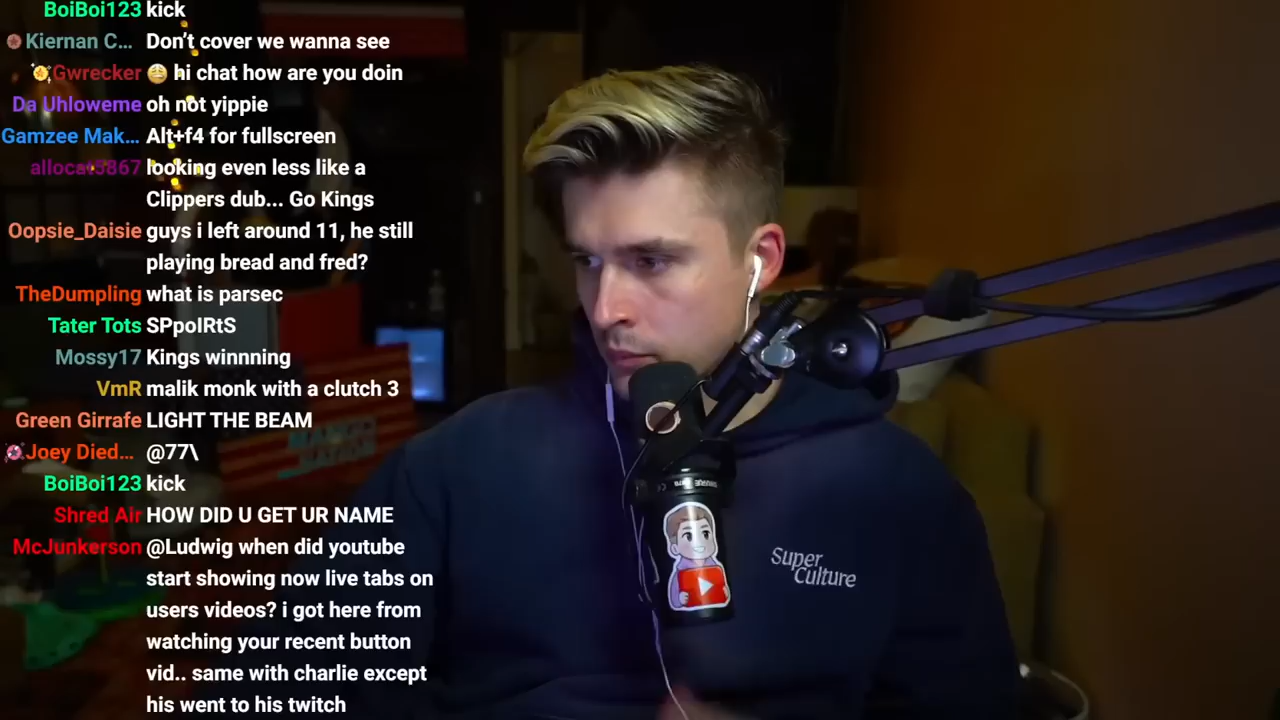 BoiBoi123 kick
Kiernan C... Don't cover we wanna see
Gwrecker hi chat how are you doin
Da Uhloweme oh not yippie
Gamzee Mak... Alt+f4 for fullscreen
allocat5867 looking even less like a
Clippers dub... Go Kings
Oopsie_Daisie guys i left around 11, he still
playing bread and fred?
TheDumpling what is parsec
Tater Tots SPpoIRtS
Mossy17 Kings winnning
VmR malik monk with a clutch 3
Green Girrafe LIGHT THE BEAM
Joey Died... @77\
BoiBoi123 kick
Shred Air HOW DID U GET UR NAME
McJunkerson @Ludwig when did youtube
start showing now live tabs on
users videos? i got here from
watching your recent button
vid.. same with charlie except
his went to his twitch
Super
Culture